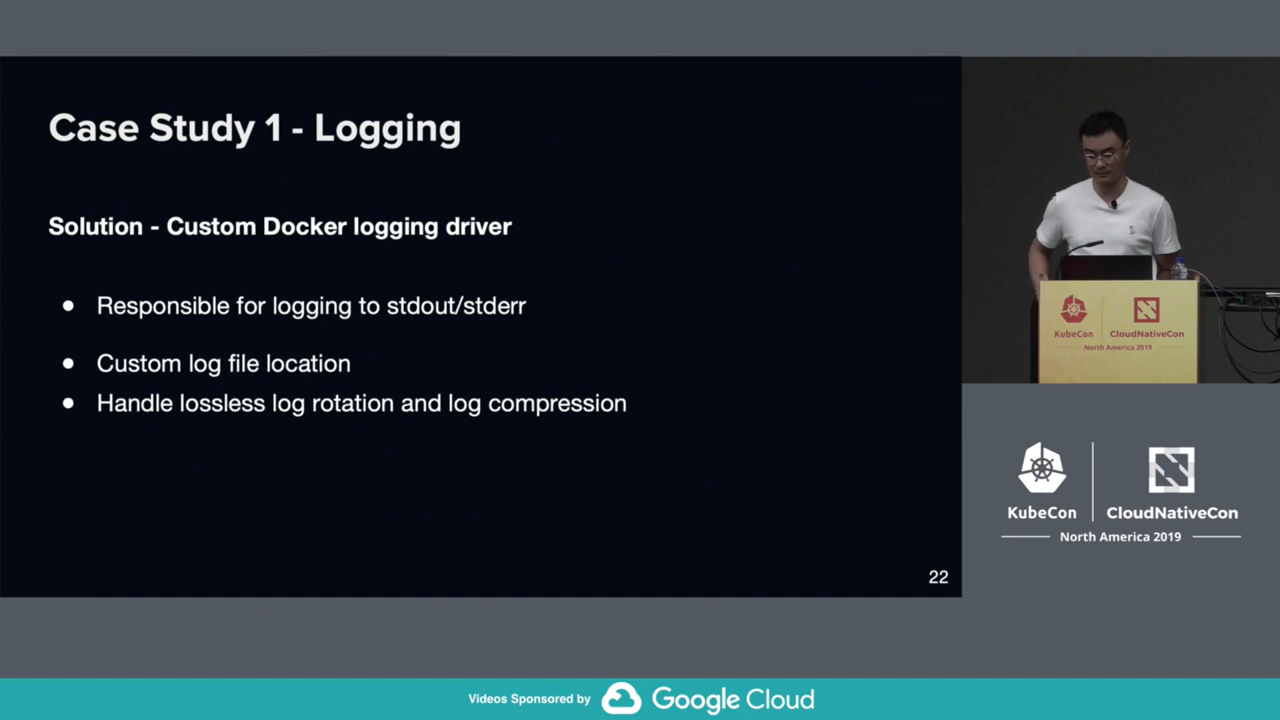 Case Study 1 - Logging
Solution - Custom Docker logging driver
● Responsible for logging to stdout/stderr
● Custom log file location
● Handle lossless log rotation and log compression
22
KubeCon
CloudNativeCon
North America 2019
KubeCon
CloudNativeCon
North America 2019
Videos Sponsored by
Google Cloud